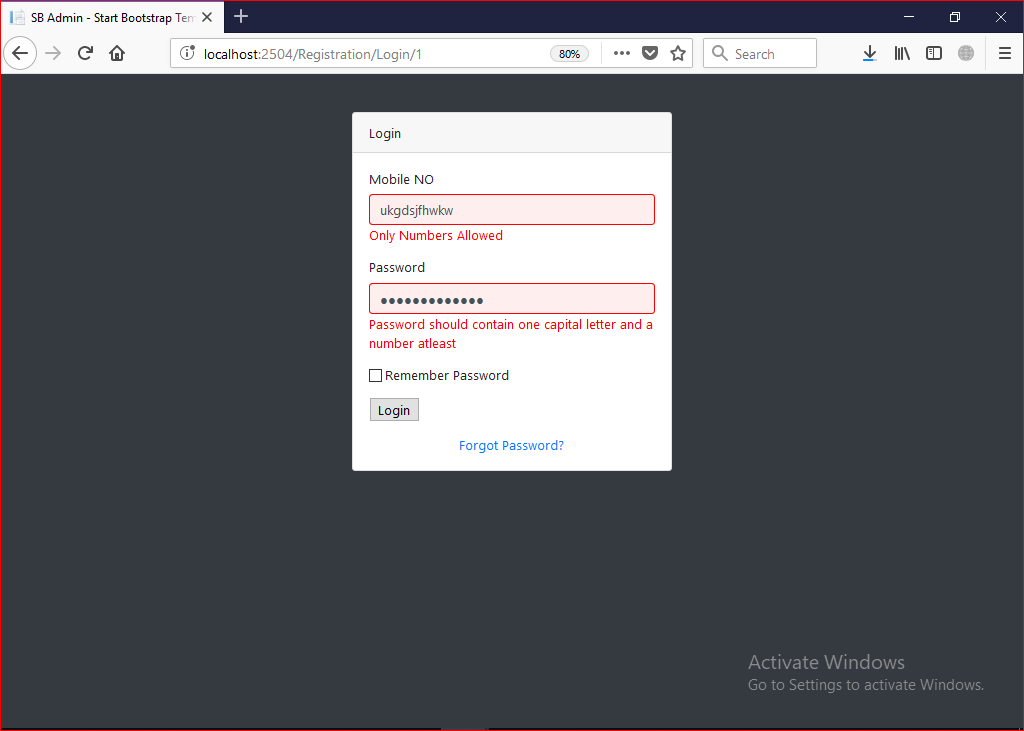 SB Admin - Start Bootstrap Tem
localhost:2504/Registration/Login/1
80%
Search
Login
Mobile NO
ukgdsjfhwkw
Only Numbers Allowed
Password
Password should contain one capital letter and a
number atleast
Remember Password
Login
Forgot Password?
Activate Windows
Go to Settings to activate Windows.